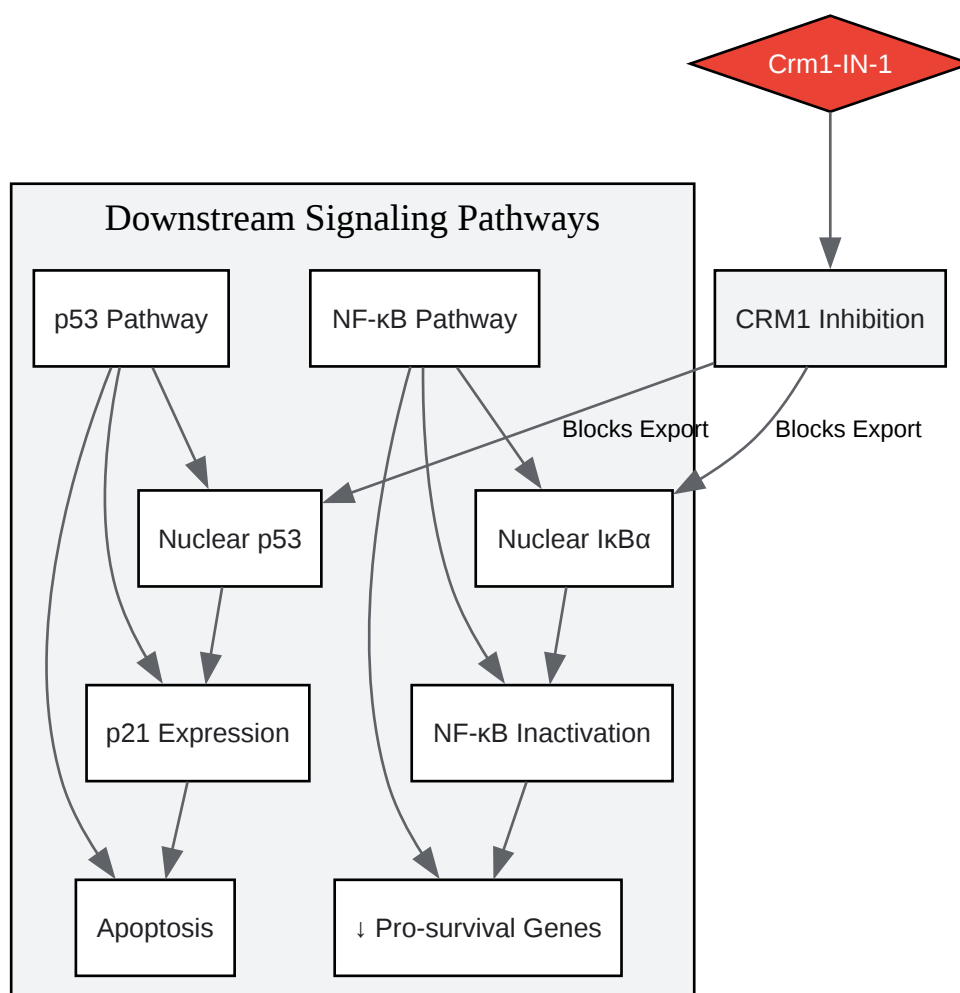 Crm1-IN-1
Downstream Signaling Pathways
p53 Pathway
NF-κB Pathway
CRM1 Inhibition
Blocks Export
Blocks Export
Nuclear p53
Nuclear IκBα
p21 Expression
NF-κB Inactivation
Apoptosis
↓ Pro-survival Genes